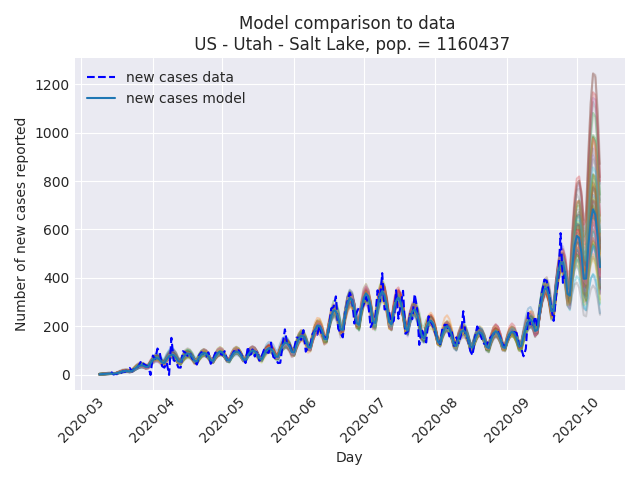 Model comparison to data
US - Utah - Salt Lake, pop. = 1160437
new cases data
new cases model
Number of new cases reported
1200
1000
800
600
400
200
0
2020-03
2020-04
2020-05
2020-06
2020-07
2020-08
2020-09
2020-10
Day